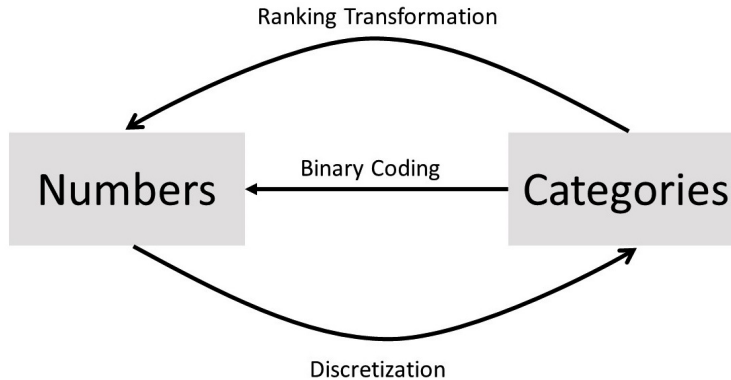 Ranking Transformation
Numbers
Binary Coding
Categories
Discretization